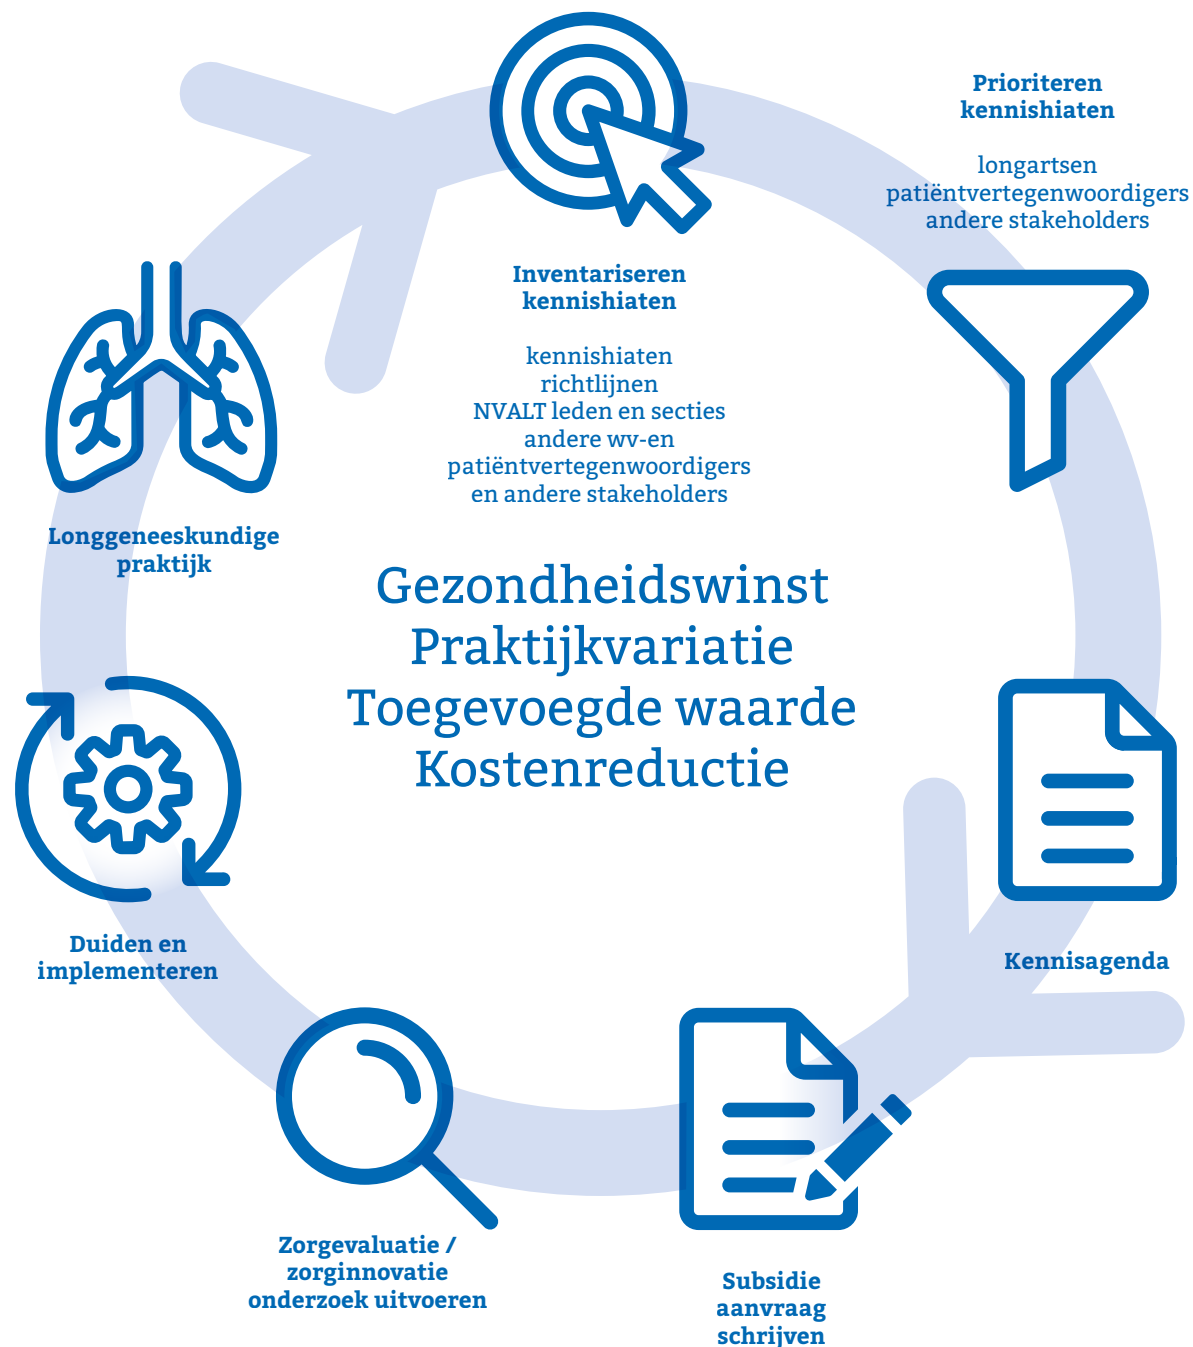 Prioriteren
kennishiaten
longartsen
patiëntvertegenwoordigers
andere stakeholders
Inventariseren
kennishiaten
kennishiaten
richtlijnen
NVALT leden en secties
andere wv-en
patiëntvertegenwoordigers
en andere stakeholders
Longgeneeskundige
praktijk
Gezondheidswinst
Praktijkvariatie
Toegevoegde waarde
Kostenreductie
Duiden en
implementeren
Kennisagenda
Zorgevaluatie /
zorginnovatie
onderzoek uitvoeren
Subsidie
aanvraag
schrijven